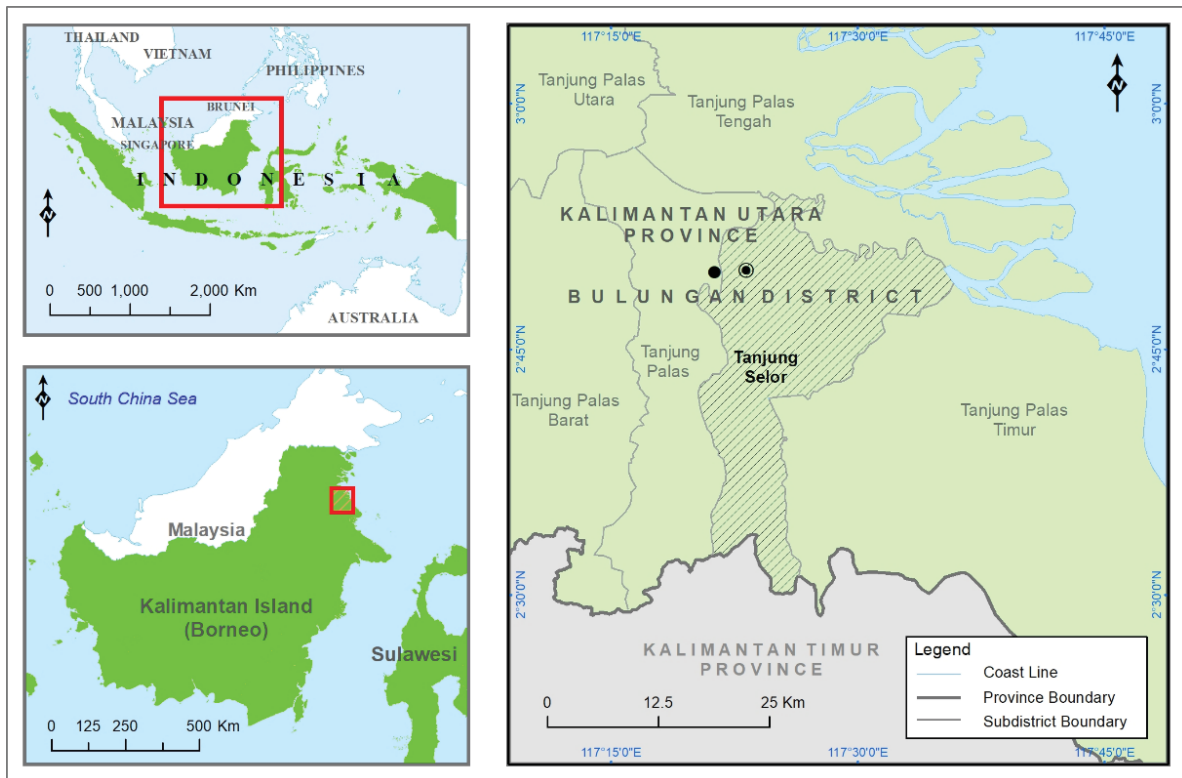 THAILAND
VIETNAM
PHILIPPINES
BRUNEI
MALAYSIA
SINGAPORE
I N D O N E S I A
N
0 500 1,000 2,000 Km
AUSTRALIA
N
South China Sea
Malaysia
Kalimantan Island
(Borneo)
Sulawesi
0 125 250 500 Km
117°15'0"E 117°30'0"E 117°45'0"E
N
Tanjung Palas
Utara
Tanjung Palas
Tengah
3°0'0"N 3°0'0"N
KALIMANTAN UTARA
PROVINCE
BULUNGAN DISTRICT
2°45'0"N 2°45'0"N
Tanjung
Palas
Tanjung
Selor
Tanjung Palas
Barat
Tanjung Palas
Timur
2°30'0"N 2°30'0"N
KALIMANTAN TIMUR
PROVINCE
0 12.5 25 Km
Legend
Coast Line
Province Boundary
Subdistrict Boundary
117°15'0"E 117°30'0"E 117°45'0"E